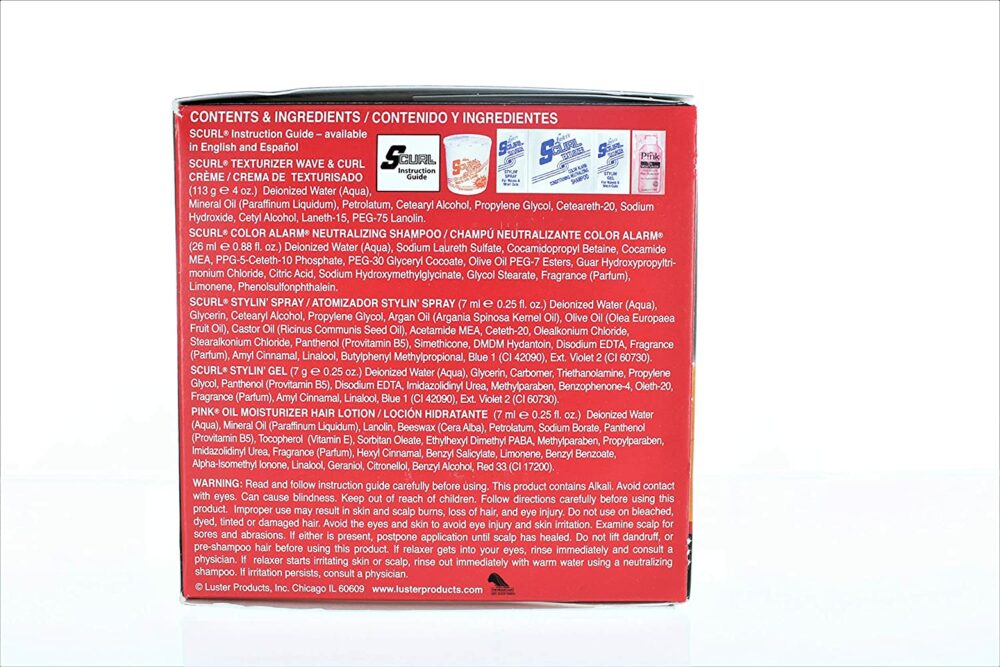 CONTENTS & INGREDIENTS / CONTENIDO Y INGREDIENTES
SCURL® Instruction Guide – available
in English and Español
SCURL
Instruction
Guide
SCURL
SCURL
TEXTURIZER
STYLIN'
SPRAY
SCURL
TEXTURIZER
SHAMPOO
SCURL
TEXTURIZER
STYLIN'
GEL
Pink
SCURL® TEXTURIZER WAVE & CURL
CRÈME / CREMA DE TEXTURISADO
(113 g ℮ 4 oz.) Deionized Water (Aqua),
Mineral Oil (Paraffinum Liquidum), Petrolatum, Cetearyl Alcohol, Propylene Glycol, Ceteareth-20, Sodium
Hydroxide, Cetyl Alcohol, Laneth-15, PEG-75 Lanolin.
SCURL® COLOR ALARM® NEUTRALIZING SHAMPOO / CHAMPÚ NEUTRALIZANTE COLOR ALARM®
(26 ml ℮ 0.88 fl. oz.) Deionized Water (Aqua), Sodium Laureth Sulfate, Cocamidopropyl Betaine, Cocamide
MEA, PPG-5-Ceteth-10 Phosphate, PEG-30 Glyceryl Cocoate, Olive Oil PEG-7 Esters, Guar Hydroxypropyltri-
monium Chloride, Citric Acid, Sodium Hydroxymethylglycinate, Glycol Stearate, Fragrance (Parfum),
Limonene, Phenolsulfonphthalein.
SCURL® STYLIN' SPRAY / ATOMIZADOR STYLIN' SPRAY (7 ml ℮ 0.25 fl. oz.) Deionized Water (Aqua),
Glycerin, Cetearyl Alcohol, Propylene Glycol, Argan Oil (Argania Spinosa Kernel Oil), Olive Oil (Olea Europaea
Fruit Oil), Castor Oil (Ricinus Communis Seed Oil), Acetamide MEA, Ceteth-20, Olealkonium Chloride,
Stearalkonium Chloride, Panthenol (Provitamin B5), Simethicone, DMDM Hydantoin, Disodium EDTA, Fragrance
(Parfum), Amyl Cinnamal, Linalool, Butylphenyl Methylpropional, Blue 1 (CI 42090), Ext. Violet 2 (CI 60730).
SCURL® STYLIN' GEL (7 g ℮ 0.25 oz.) Deionized Water (Aqua), Glycerin, Carbomer, Triethanolamine, Propylene
Glycol, Panthenol (Provitamin B5), Disodium EDTA, Imidazolidinyl Urea, Methylparaben, Benzophenone-4, Oleth-20,
Fragrance (Parfum), Amyl Cinnamal, Linalool, Blue 1 (CI 42090), Ext. Violet 2 (CI 60730).
PINK® OIL MOISTURIZER HAIR LOTION / LOCIÓN HIDRATANTE (7 ml ℮ 0.25 fl. oz.) Deionized Water
(Aqua), Mineral Oil (Paraffinum Liquidum), Lanolin, Beeswax (Cera Alba), Petrolatum, Sodium Borate, Panthenol
(Provitamin B5), Tocopherol (Vitamin E), Sorbitan Oleate, Ethylhexyl Dimethyl PABA, Methylparaben, Propylparaben,
Imidazolidinyl Urea, Fragrance (Parfum), Hexyl Cinnamal, Benzyl Salicylate, Limonene, Benzyl Benzoate,
Alpha-Isomethyl Ionone, Linalool, Geraniol, Citronellol, Benzyl Alcohol, Red 33 (CI 17200).
WARNING: Read and follow instruction guide carefully before using. This product contains Alkali. Avoid contact
with eyes. Can cause blindness. Keep out of reach of children. Follow directions carefully before using this
product. Improper use may result in skin and scalp burns, loss of hair, and eye injury. Do not use on bleached,
dyed, tinted or damaged hair. Avoid the eyes and skin to avoid eye injury and skin irritation. Examine scalp for
sores and abrasions. If either is present, postpone application until scalp has healed. Do not lift dandruff, or
pre-shampoo hair before using this product. If relaxer gets into your eyes, rinse immediately and consult a
physician. If relaxer starts irritating skin or scalp, rinse out immediately with warm water using a neutralizing
shampoo. If irritation persists, consult a physician.
© Luster Products, Inc. Chicago IL 60609 www.lusterproducts.com